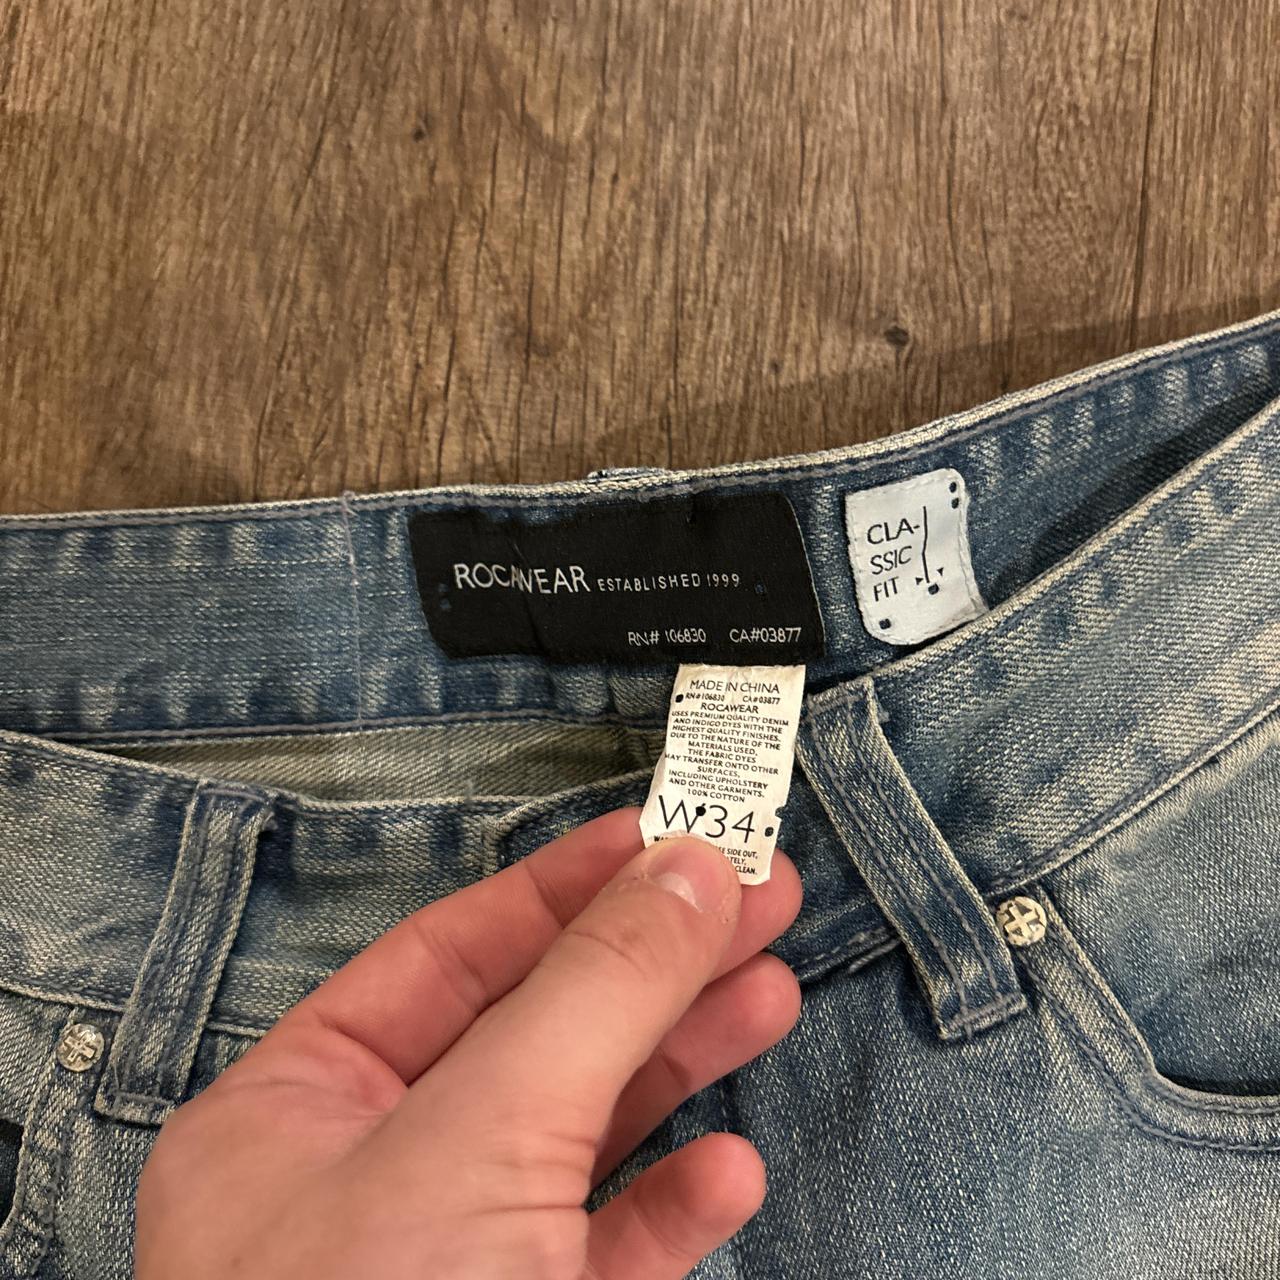 ROCAWEAR ESTABLISHED 1999
RN# 106830 CA#03877
CLA-
SSIC
FIT
MADE IN CHINA
RN#106830 CA#03877
ROCAWEAR
USES PREMIUM QUALITY DENIM
AND INDIGO DYES WITH THE
HIGHEST QUALITY FINISHES.
DUE TO THE NATURE OF THE
MATERIALS USED,
THE FABRIC DYES
MAY TRANSFER ONTO OTHER
SURFACES,
INCLUDING UPHOLSTERY
AND OTHER GARMENTS.
100% COTTON
W34
SIDE OUT,
CLEAN.